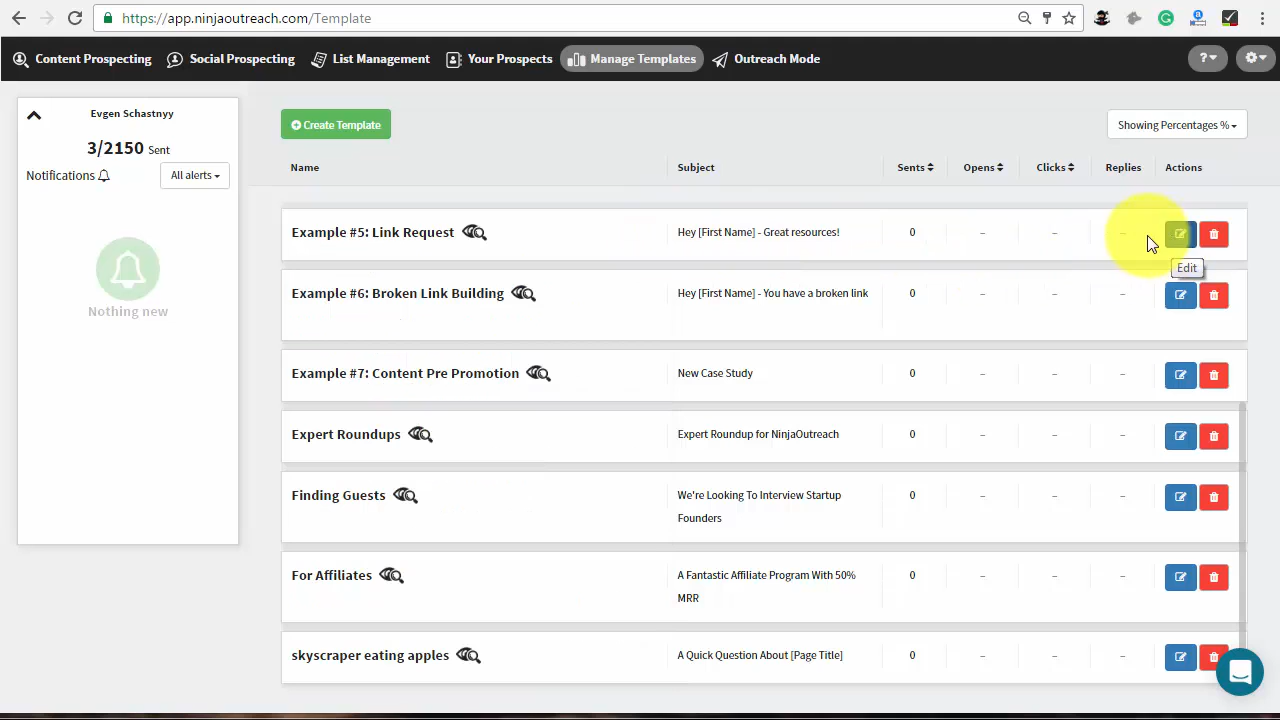 https://app.ninjaoutreach.com/Template
Content Prospecting Social Prospecting List Management Your Prospects Manage Templates Outreach Mode ?
Evgen Schastnyy
3/2150 Sent
Notifications All alerts
Nothing new
Create Template Showing Percentages %
Name Subject Sents Opens Clicks Replies Actions
Example #5: Link Request Hey [First Name] - Great resources! 0 – – –
Edit
Example #6: Broken Link Building Hey [First Name] - You have a broken link 0 – – –
Example #7: Content Pre Promotion New Case Study 0 – – –
Expert Roundups Expert Roundup for NinjaOutreach 0 – – –
Finding Guests We're Looking To Interview Startup 0 – – –
Founders
For Affiliates A Fantastic Affiliate Program With 50% 0 – – –
MRR
skyscraper eating apples A Quick Question About [Page Title] 0 – – –